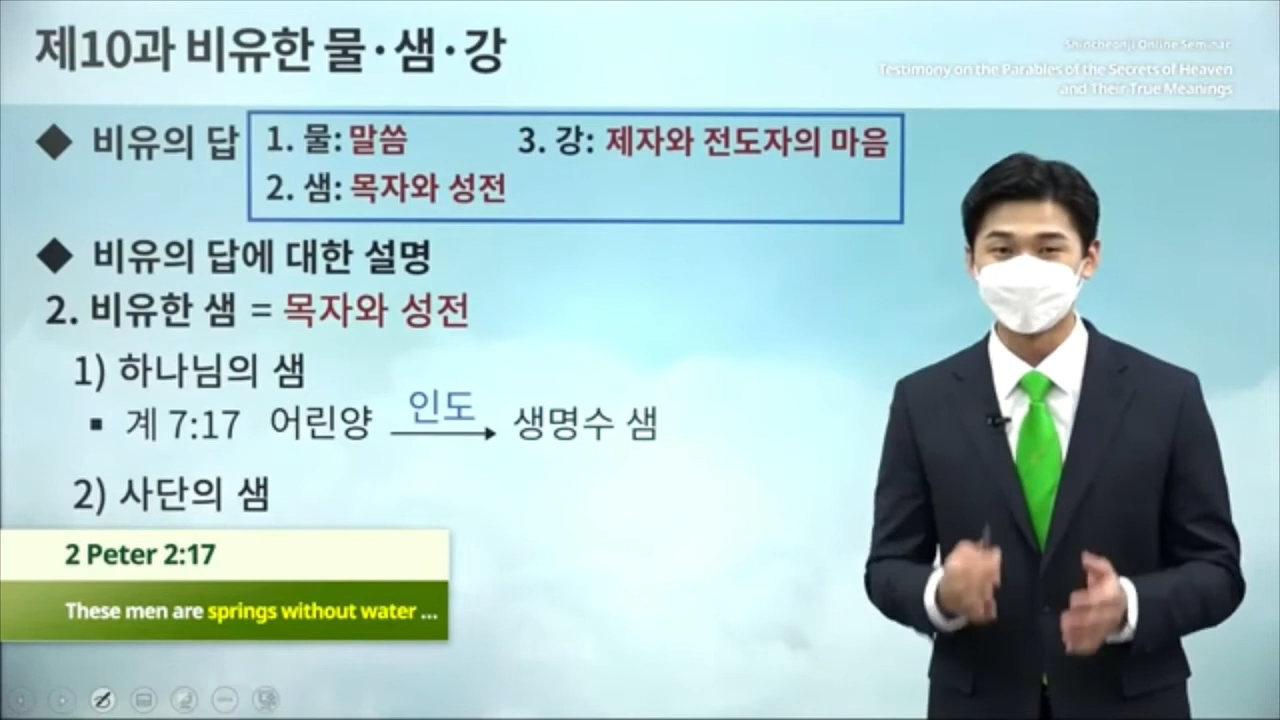 제10과 비유한 물·샘·강
Shincheonji Online Seminar
Testimony on the Parables of the Secrets of Heaven
and Their True Meanings
◆ 비유의 답
1. 물: 말씀
3. 강: 제자와 전도자의 마음
2. 샘: 목자와 성전
◆ 비유의 답에 대한 설명
2. 비유한 샘 = 목자와 성전
1) 하나님의 샘
▪ 계 7:17 어린양 인도 → 생명수 샘
2) 사단의 샘
2 Peter 2:17
These men are springs without water ...